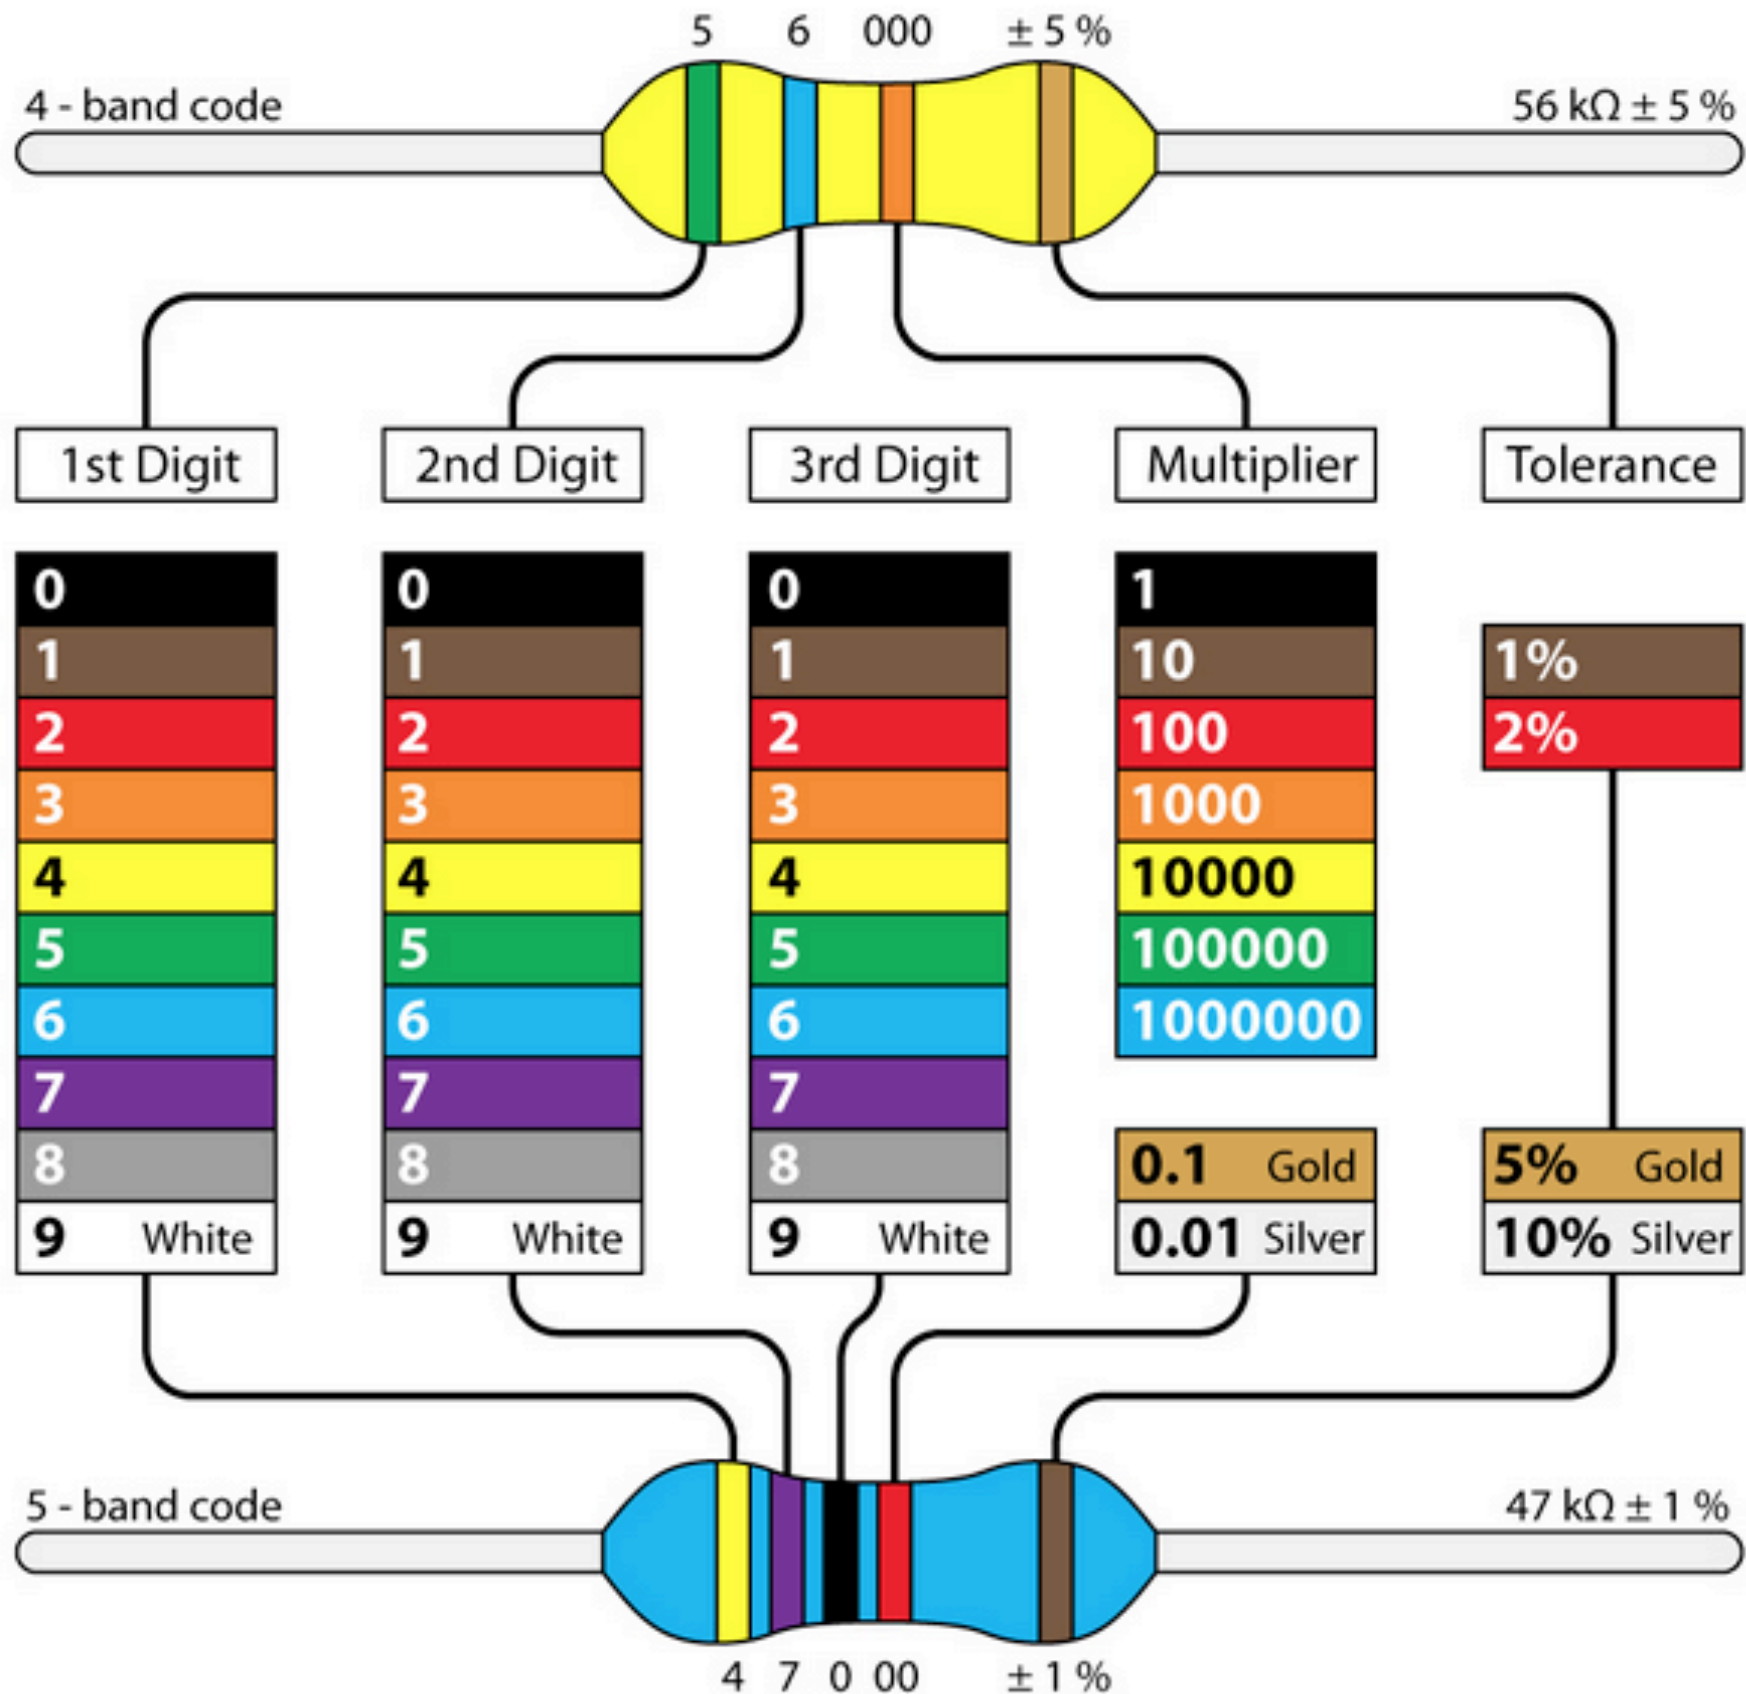 5 6 000 ± 5 %
4 - band code 56 kΩ ± 5 %
1st Digit 2nd Digit 3rd Digit Multiplier Tolerance
0 0 0 1
1 1 1 10 1%
2 2 2 100 2%
3 3 3 1000
4 4 4 10000
5 5 5 100000
6 6 6 1000000
7 7 7
8 8 8 0.1 Gold 5% Gold
9 White 9 White 9 White 0.01 Silver 10% Silver
5 - band code 47 kΩ ± 1 %
4 7 0 00 ± 1 %